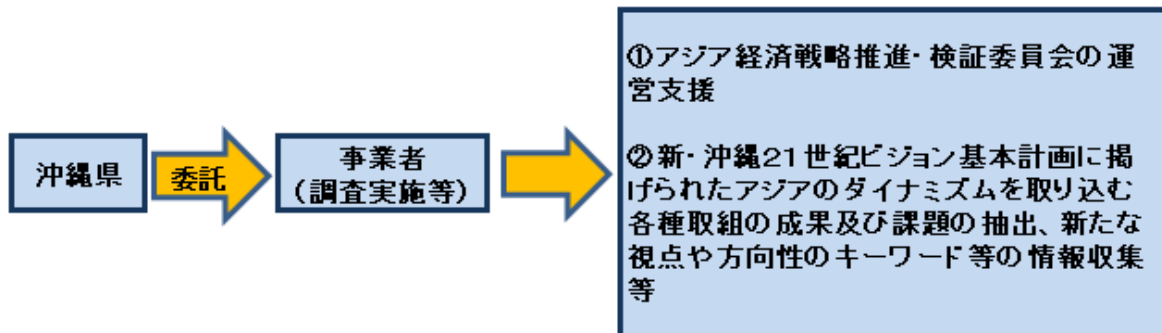 沖縄県
委託
事業者
（調査実施等）
①アジア経済戦略推進・検証委員会の運
営支援
②新・沖縄21世紀ビジョン基本計画に掲
げられたアジアのダイナミズムを取り込む
各種取組の成果及び課題の抽出、新たな
視点や方向性のキーワード等の情報収集
等